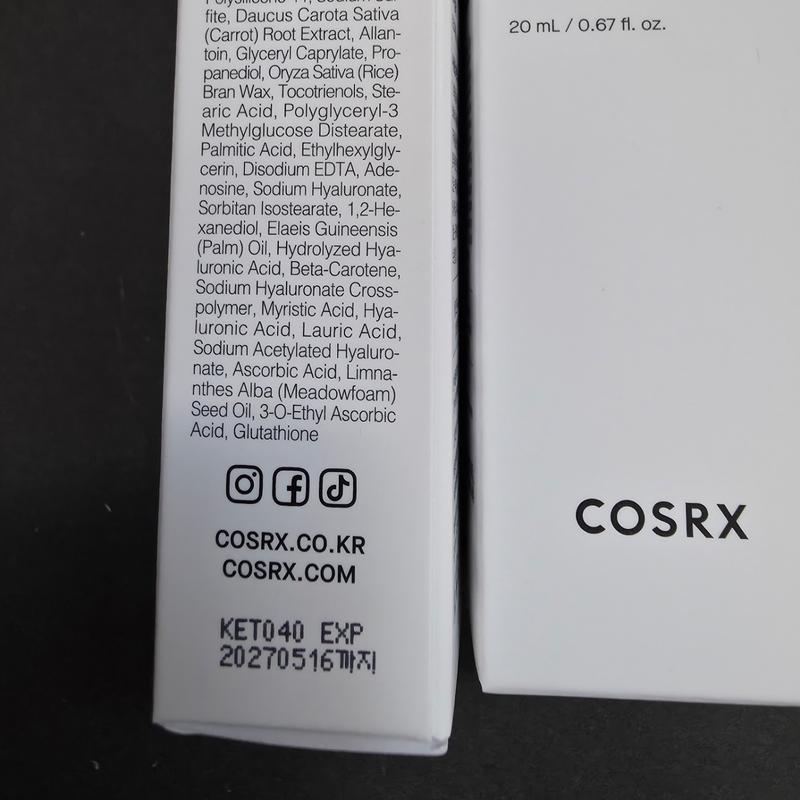 Polysilicone-11, Sodium Sul-
fite, Daucus Carota Sativa
(Carrot) Root Extract, Allan-
toin, Glyceryl Caprylate, Pro-
panediol, Oryza Sativa (Rice)
Bran Wax, Tocotrienols, Ste-
aric Acid, Polyglyceryl-3
Methylglucose Distearate,
Palmitic Acid, Ethylhexylgly-
cerin, Disodium EDTA, Ade-
nosine, Sodium Hyaluronate,
Sorbitan Isostearate, 1,2-He-
xanediol, Elaeis Guineensis
(Palm) Oil, Hydrolyzed Hya-
luronic Acid, Beta-Carotene,
Sodium Hyaluronate Cross-
polymer, Myristic Acid, Hya-
luronic Acid, Lauric Acid,
Sodium Acetylated Hyaluro-
nate, Ascorbic Acid, Limna-
nthes Alba (Meadowfoam)
Seed Oil, 3-O-Ethyl Ascorbic
Acid, Glutathione
COSRX.CO.KR
COSRX.COM
KET040 EXP
20270516까지
20 mL / 0.67 fl. oz.
COSRX